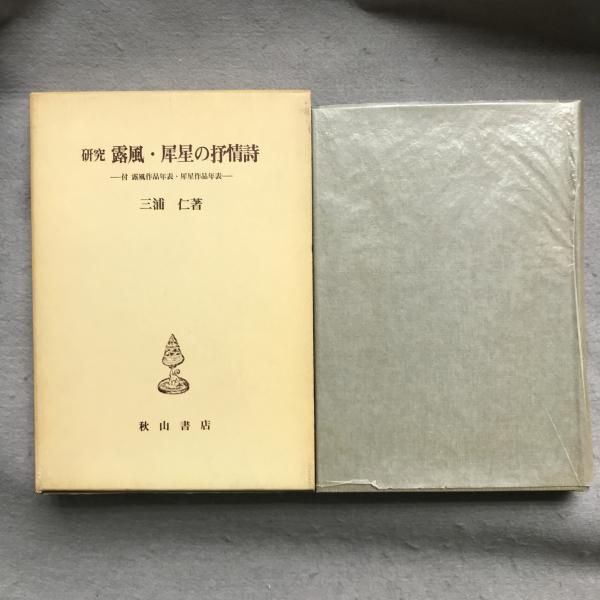 研究 露風・犀星の抒情詩
―付 露風作品年表・犀星作品年表―
三浦 仁著
秋山書店